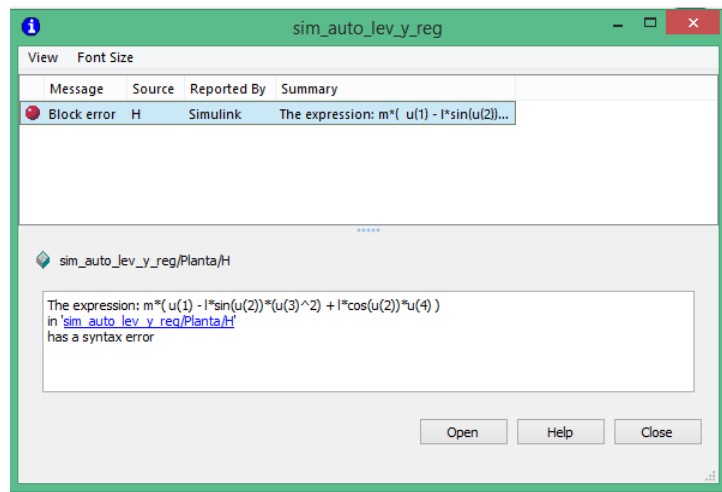 sim_auto_lev_y_reg
View Font Size
Message Source Reported By Summary
Block error H Simulink The expression: m*( u(1) - l*sin(u(2))...
sim_auto_lev_y_reg/Planta/H
The expression: m*( u(1) - l*sin(u(2))*(u(3)^2) + l*cos(u(2))*u(4) )
in 'sim_auto_lev_y_reg/Planta/H'
has a syntax error
Open Help Close